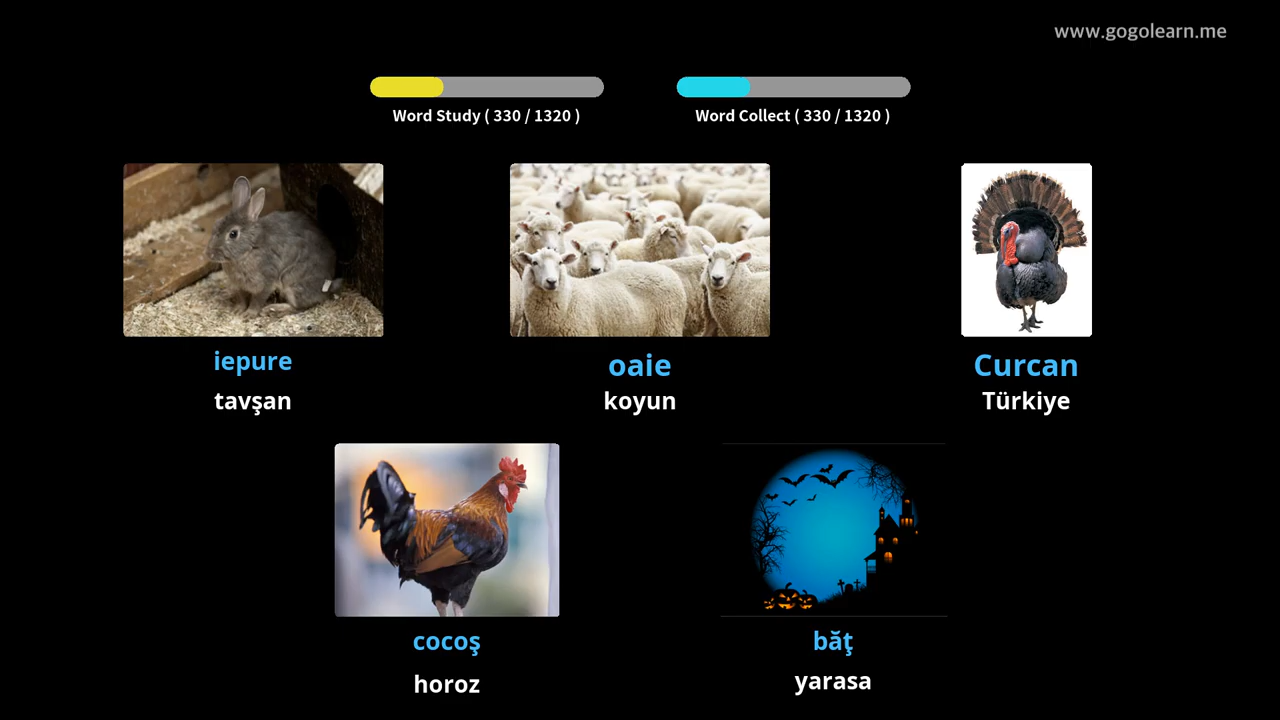 www.gogolearn.me
Word Study ( 330 / 1320 )
Word Collect ( 330 / 1320 )
iepure
oaie
Curcan
tavşan
koyun
Türkiye
cocoş
băţ
horoz
yarasa